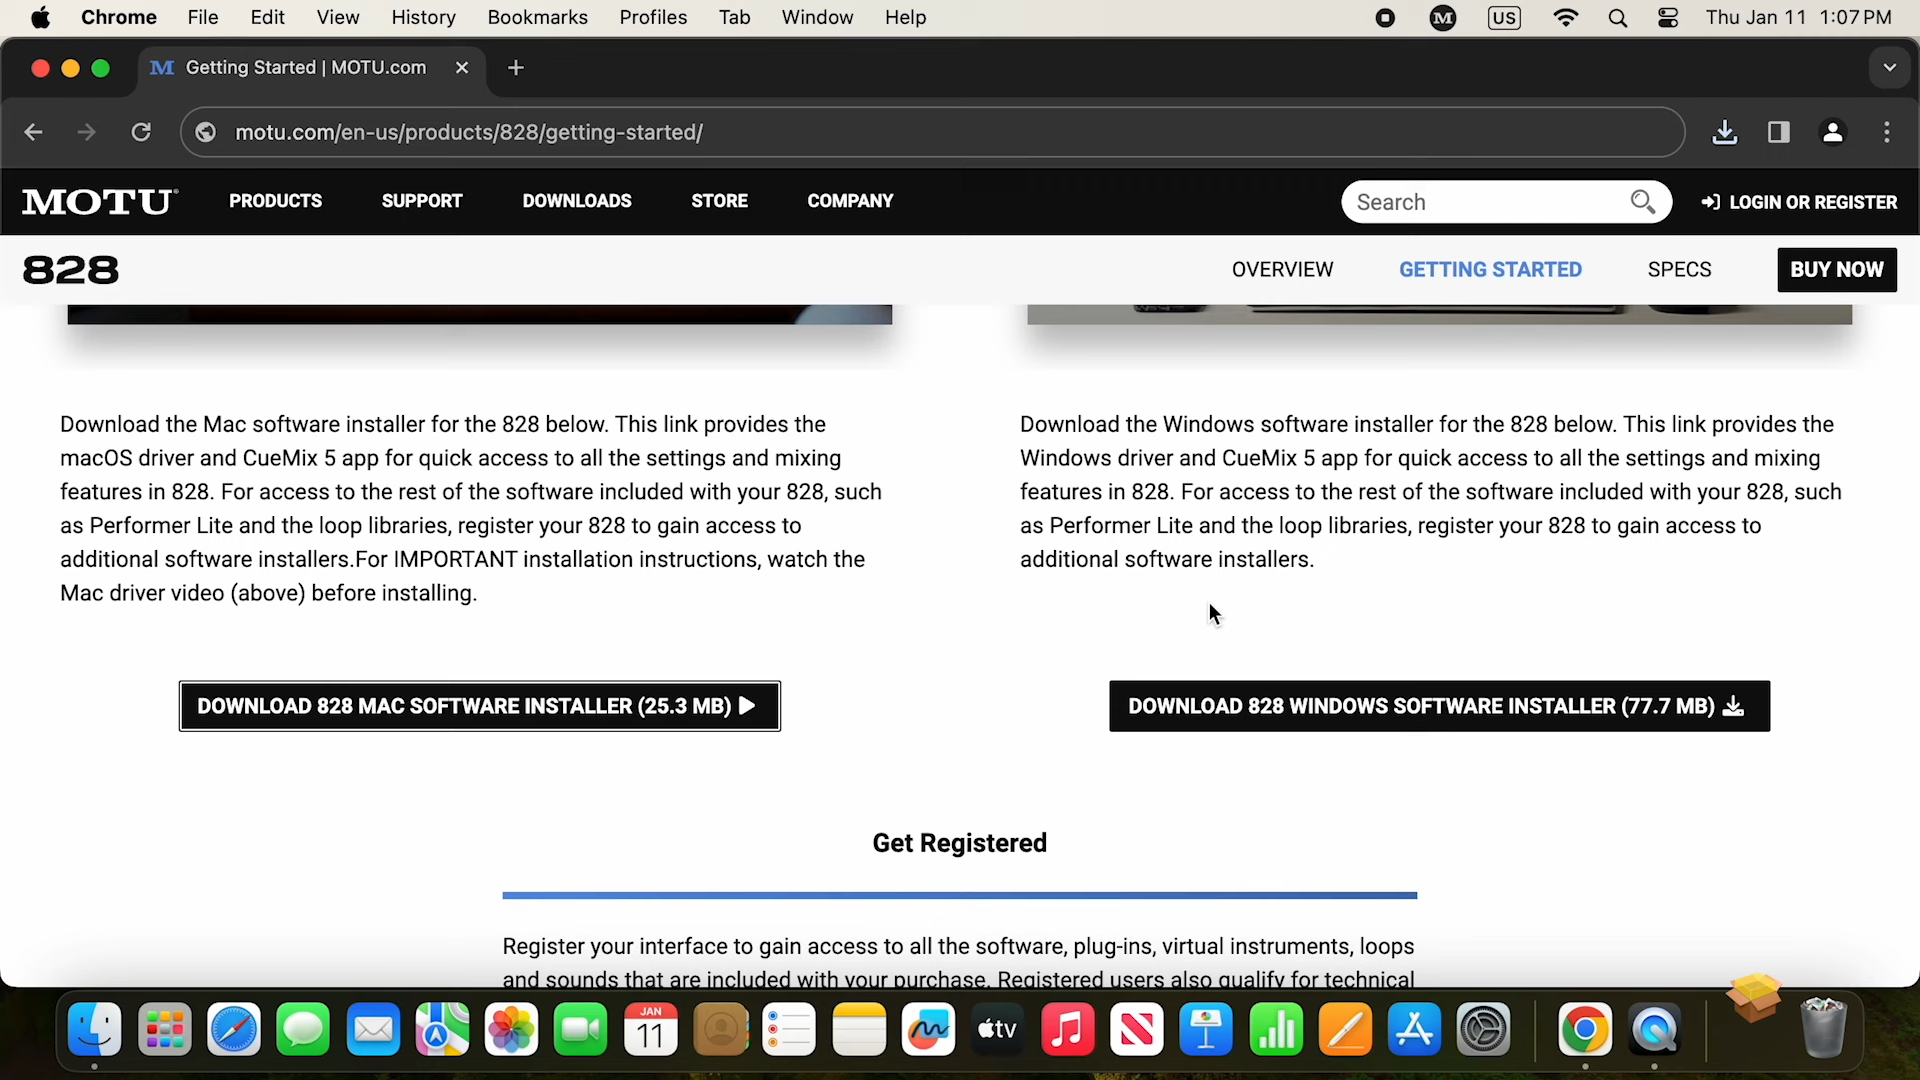 Chrome File Edit View History Bookmarks Profiles Tab Window Help M US Thu Jan 11 1:07 PM
M Getting Started | MOTU.com
motu.com/en-us/products/828/getting-started/
MOTU PRODUCTS SUPPORT DOWNLOADS STORE COMPANY Search LOGIN OR REGISTER
828 OVERVIEW GETTING STARTED SPECS BUY NOW
Download the Mac software installer for the 828 below. This link provides the
macOS driver and CueMix 5 app for quick access to all the settings and mixing
features in 828. For access to the rest of the software included with your 828, such
as Performer Lite and the loop libraries, register your 828 to gain access to
additional software installers.For IMPORTANT installation instructions, watch the
Mac driver video (above) before installing.
DOWNLOAD 828 MAC SOFTWARE INSTALLER (25.3 MB)
Download the Windows software installer for the 828 below. This link provides the
Windows driver and CueMix 5 app for quick access to all the settings and mixing
features in 828. For access to the rest of the software included with your 828, such
as Performer Lite and the loop libraries, register your 828 to gain access to
additional software installers.
DOWNLOAD 828 WINDOWS SOFTWARE INSTALLER (77.7 MB)
Get Registered
Register your interface to gain access to all the software, plug-ins, virtual instruments, loops
and sounds that are included with your purchase. Registered users also qualify for technical
JAN
11
tv